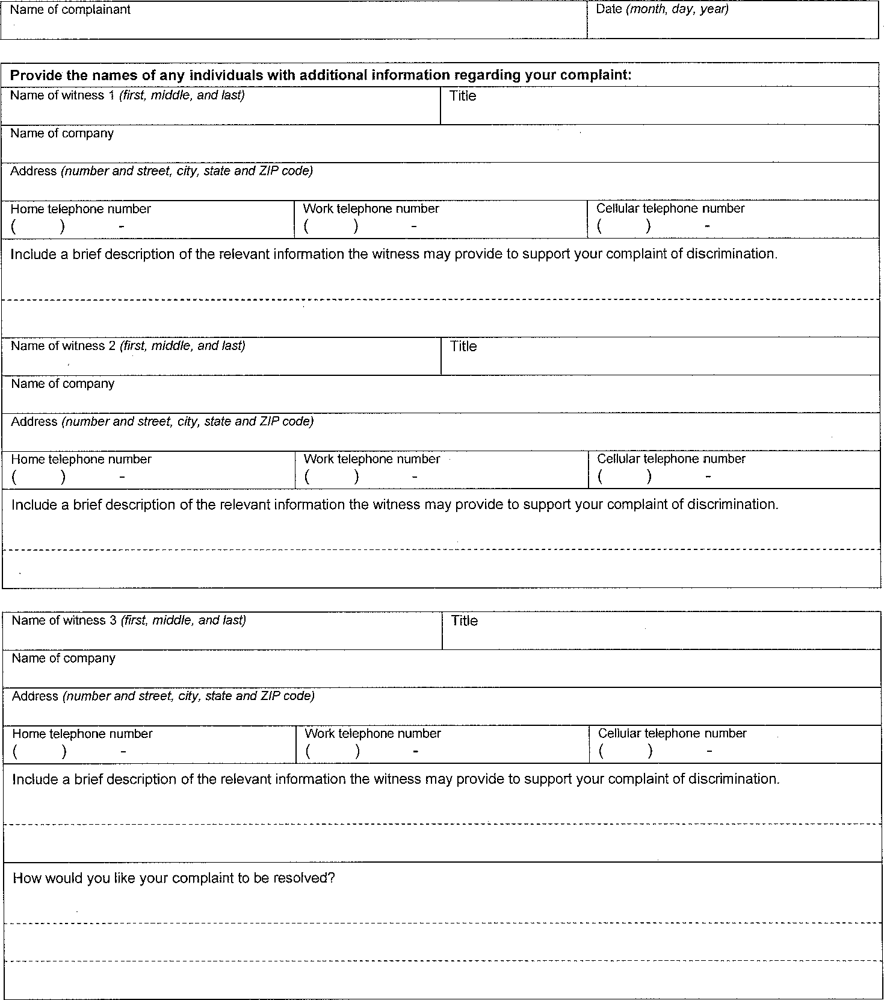 Name of complainant Date (month, day, year)
Provide the names of any individuals with additional information regarding your complaint:
Name of witness 1 (first, middle, and last) Title
Name of company
Address (number and street, city, state and ZIP code)
Home telephone number Work telephone number Cellular telephone number
( ) - ( ) - ( ) -
Include a brief description of the relevant information the witness may provide to support your complaint of discrimination.
Name of witness 2 (first, middle, and last) Title
Name of company
Address (number and street, city, state and ZIP code)
Home telephone number Work telephone number Cellular telephone number
( ) - ( ) - ( ) -
Include a brief description of the relevant information the witness may provide to support your complaint of discrimination.
Name of witness 3 (first, middle, and last) Title
Name of company
Address (number and street, city, state and ZIP code)
Home telephone number Work telephone number Cellular telephone number
( ) - ( ) - ( ) -
Include a brief description of the relevant information the witness may provide to support your complaint of discrimination.
How would you like your complaint to be resolved?